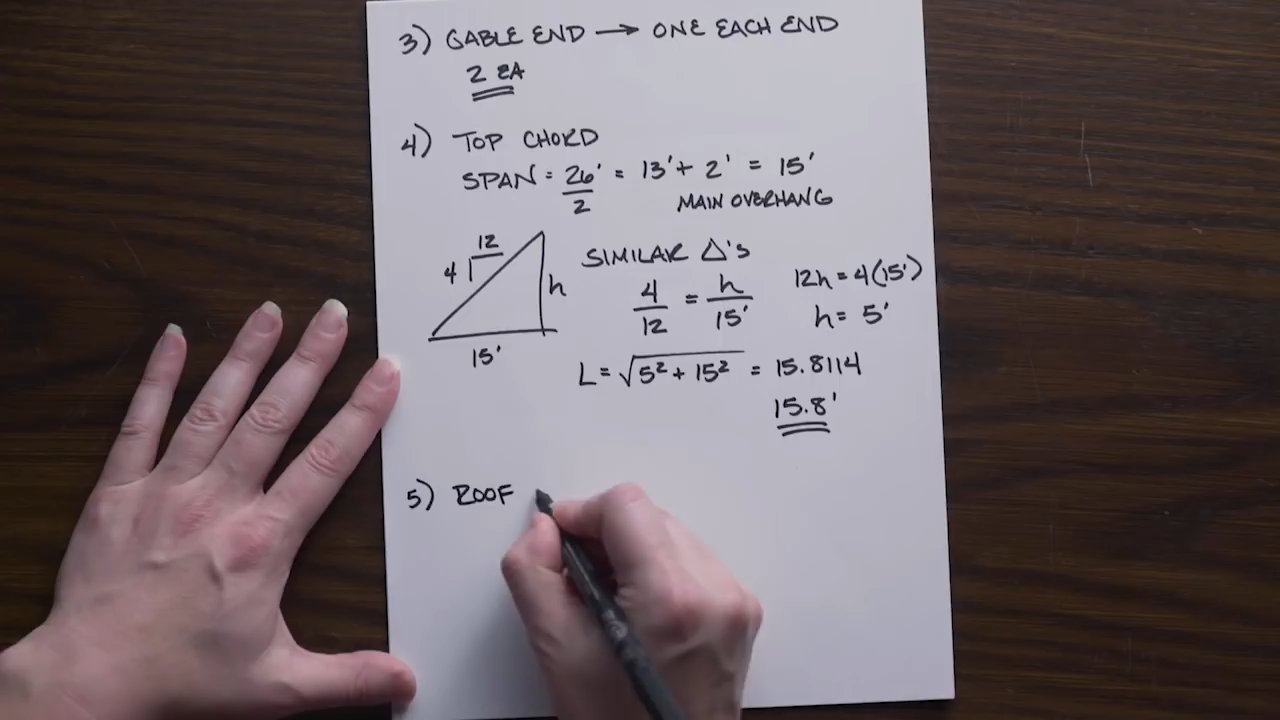 3) GABLE END → ONE EACH END
2 EA
4) TOP CHORD
SPAN = 26'/2 = 13' + 2' = 15'
MAIN OVERHANG
12
4
h
15'
SIMILAR △'S
4/12 = h/15'
12h = 4(15')
h = 5'
L = √5² + 15² = 15.8114
15.8'
5) ROOF